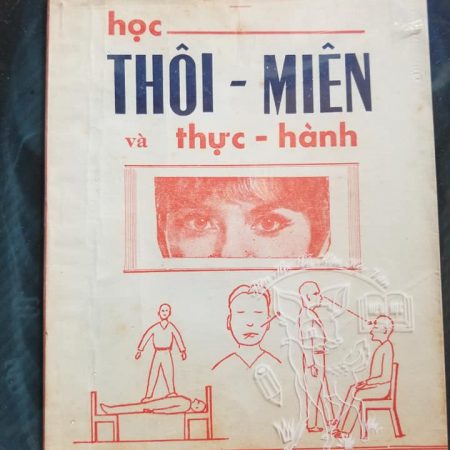 học
THÔI - MIÊN
và thực - hành